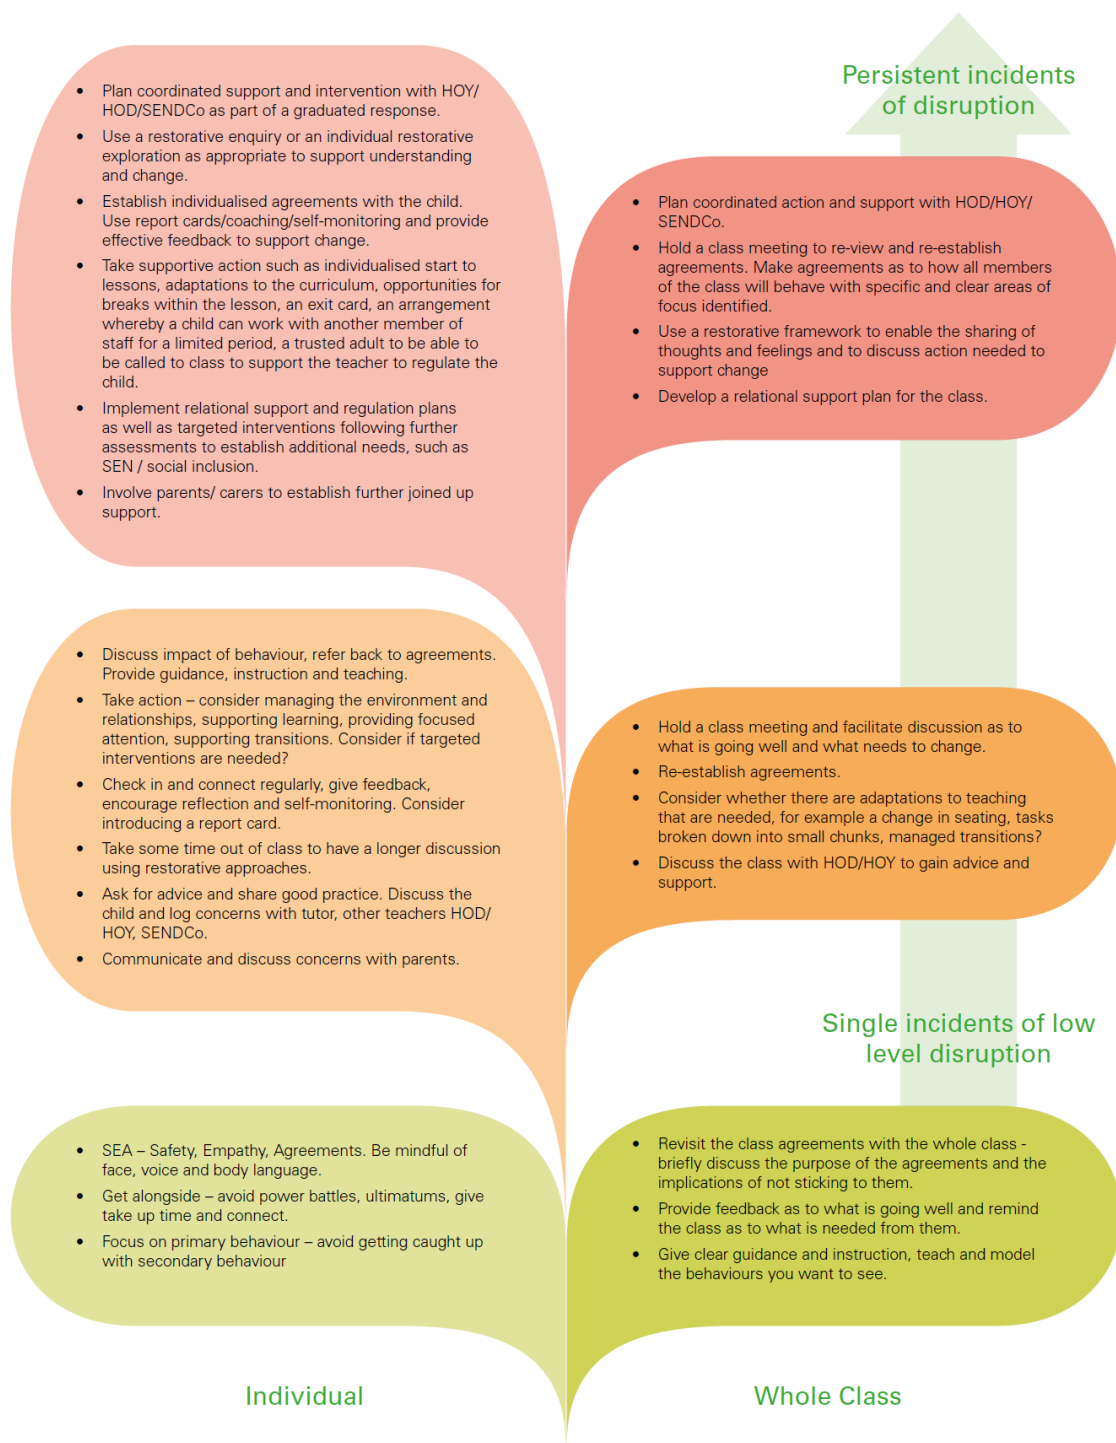 Persistent incidents
of disruption
• Plan coordinated support and intervention with HOY/
HOD/SENDCo as part of a graduated response.
• Use a restorative enquiry or an individual restorative
exploration as appropriate to support understanding
and change.
• Establish individualised agreements with the child.
Use report cards/coaching/self-monitoring and provide
effective feedback to support change.
• Take supportive action such as individualised start to
lessons, adaptations to the curriculum, opportunities for
breaks within the lesson, an exit card, an arrangement
whereby a child can work with another member of
staff for a limited period, a trusted adult to be able to
be called to class to support the teacher to regulate the
child.
• Implement relational support and regulation plans
as well as targeted interventions following further
assessments to establish additional needs, such as
SEN / social inclusion.
• Involve parents/ carers to establish further joined up
support.
• Plan coordinated action and support with HOD/HOY/
SENDCo.
• Hold a class meeting to re-view and re-establish
agreements. Make agreements as to how all members
of the class will behave with specific and clear areas of
focus identified.
• Use a restorative framework to enable the sharing of
thoughts and feelings and to discuss action needed to
support change
• Develop a relational support plan for the class.
• Discuss impact of behaviour, refer back to agreements.
Provide guidance, instruction and teaching.
• Take action – consider managing the environment and
relationships, supporting learning, providing focused
attention, supporting transitions. Consider if targeted
interventions are needed?
• Check in and connect regularly, give feedback,
encourage reflection and self-monitoring. Consider
introducing a report card.
• Take some time out of class to have a longer discussion
using restorative approaches.
• Ask for advice and share good practice. Discuss the
child and log concerns with tutor, other teachers HOD/
HOY, SENDCo.
• Communicate and discuss concerns with parents.
• Hold a class meeting and facilitate discussion as to
what is going well and what needs to change.
• Re-establish agreements.
• Consider whether there are adaptations to teaching
that are needed, for example a change in seating, tasks
broken down into small chunks, managed transitions?
• Discuss the class with HOD/HOY to gain advice and
support.
Single incidents of low
level disruption
• SEA – Safety, Empathy, Agreements. Be mindful of
face, voice and body language.
• Get alongside – avoid power battles, ultimatums, give
take up time and connect.
• Focus on primary behaviour – avoid getting caught up
with secondary behaviour
• Revisit the class agreements with the whole class -
briefly discuss the purpose of the agreements and the
implications of not sticking to them.
• Provide feedback as to what is going well and remind
the class as to what is needed from them.
• Give clear guidance and instruction, teach and model
the behaviours you want to see.
Individual
Whole Class